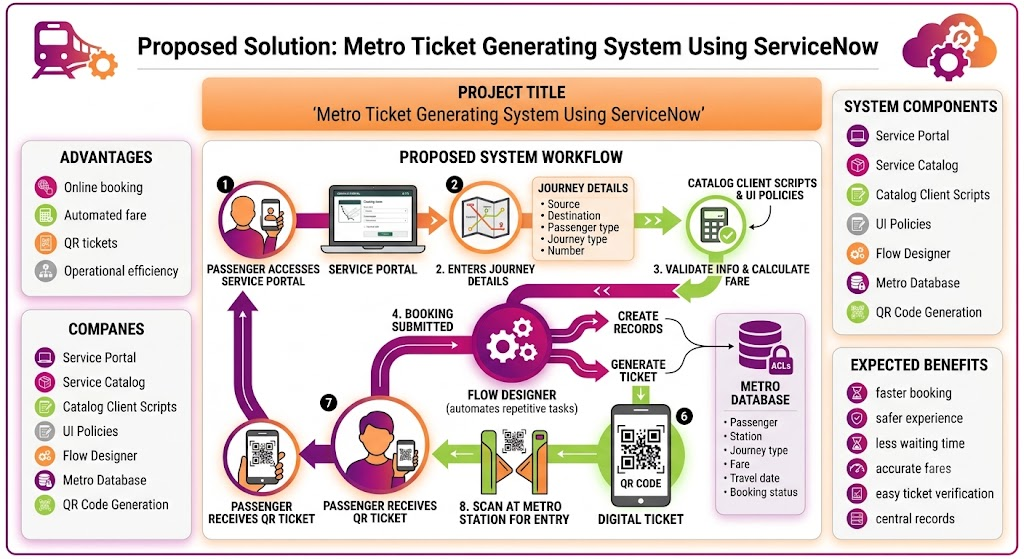 Proposed Solution: Metro Ticket Generating System Using ServiceNow
PROJECT TITLE
‘Metro Ticket Generating System Using ServiceNow’
ADVANTAGES
Online booking
Automated fare
QR tickets
Operational efficiency
COMPANES
Service Portal
Service Catalog
Catalog Client Scripts
UI Policies
Flow Designer
Metro Database
QR Code Generation
PROPOSED SYSTEM WORKFLOW
1
PASSENGER ACCESSES
SERVICE PORTAL
SERVICE PORTAL
2
2. ENTERS JOURNEY
DETAILS
JOURNEY DETAILS
• Source
• Destination
• Passenger type
• Journey type
• Number
CATALOG CLIENT SCRIPTS
& UI POLICIES
3. VALIDATE INFO & CALCULATE
FARE
4. BOOKING
SUBMITTED
FLOW DESIGNER
(automates repetitive tasks)
CREATE
RECORDS
GENERATE
TICKET
ACLs
METRO
DATABASE
• Passenger
• Station
• Journey type
• Fare
• Travel date
• Booking status
6
QR CODE
DIGITAL TICKET
8. SCAN AT METRO
STATION FOR ENTRY
7
PASSENGER RECEIVES
QR TICKET
PASSENGER
RECEIVES QR TICKET
SYSTEM COMPONENTS
Service Portal
Service Catalog
Catalog Client Scripts
UI Policies
Flow Designer
Metro Database
QR Code Generation
EXPECTED BENEFITS
faster booking
safer experience
less waiting time
accurate fares
easy ticket verification
central records